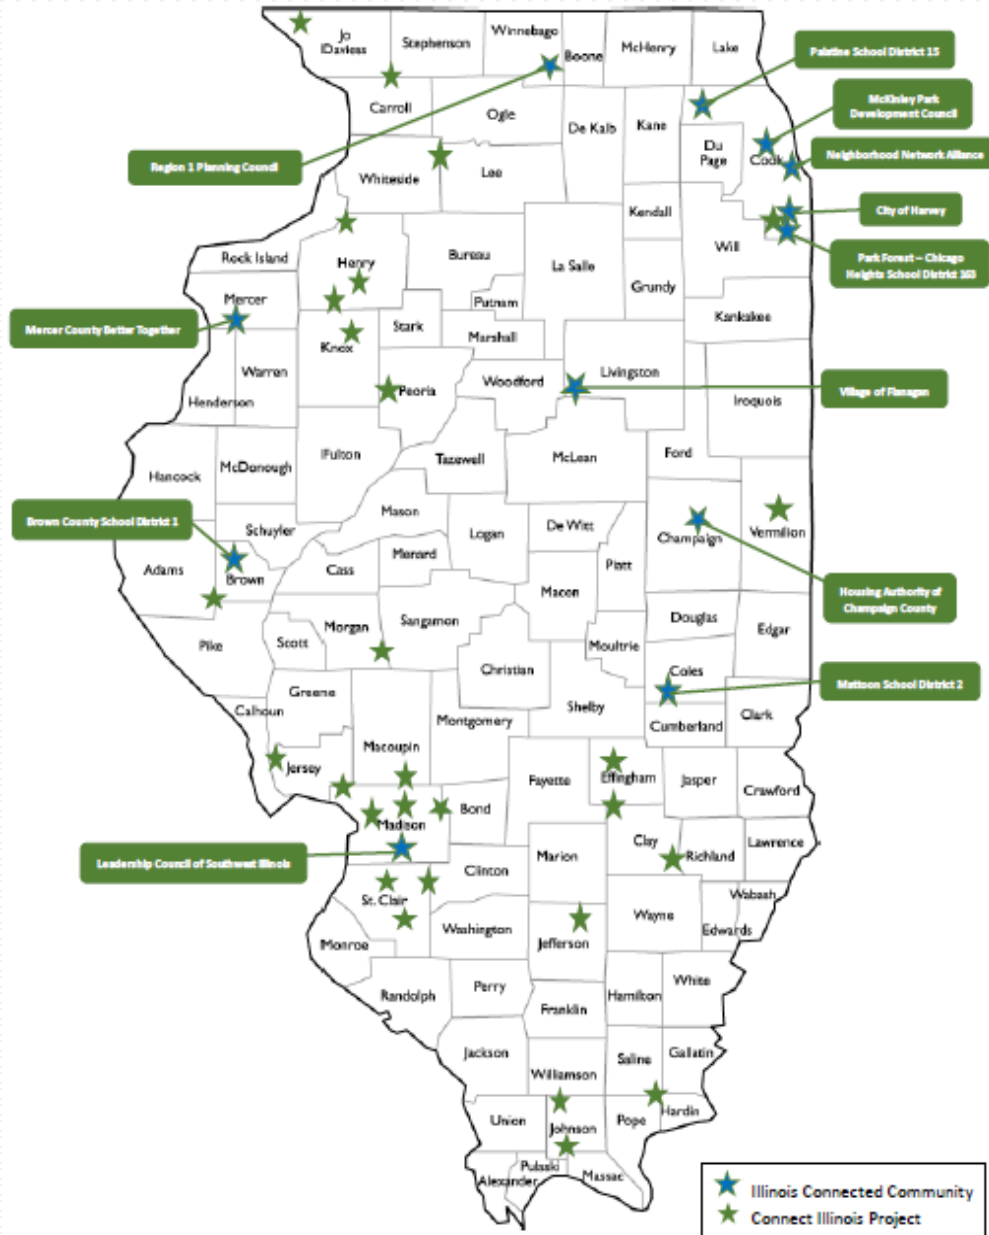 Jo
Daviess
Stephenson
Winnebago
Boone
McHenry
Lake
Palatine School District 15
Carroll
Ogle
De Kalb
Kane
Du
Page
Cook
McKinley Park
Development Council
Neighborhood Network Alliance
Region 1 Planning Council
Whiteside
Lee
Kendall
Will
City of Harvey
Park Forest – Chicago
Heights School District 163
Rock Island
Henry
Bureau
La Salle
Grundy
Putnam
Kankakee
Mercer
Mercer County Better Together
Knox
Stark
Marshall
Warren
Henderson
Peoria
Woodford
Livingston
Village of Flanagan
Iroquois
Hancock
McDonough
Fulton
Tazewell
McLean
Ford
Brown County School District 1
Schuyler
Mason
Logan
De Witt
Champaign
Vermilion
Adams
Brown
Cass
Menard
Piatt
Macon
Housing Authority of
Champaign County
Pike
Scott
Morgan
Sangamon
Douglas
Edgar
Moultrie
Christian
Coles
Mattoon School District 2
Greene
Calhoun
Shelby
Cumberland
Clark
Montgomery
Macoupin
Jersey
Fayette
Effingham
Jasper
Crawford
Madison
Bond
Leadership Council of Southwest Illinois
Clinton
Marion
Clay
Richland
Lawrence
St. Clair
Wabash
Washington
Wayne
Edwards
Monroe
Jefferson
Randolph
Perry
Hamilton
White
Franklin
Jackson
Williamson
Saline
Gallatin
Union
Johnson
Pope
Hardin
Pulaski
Alexander
Massac
Illinois Connected Community
Connect Illinois Project